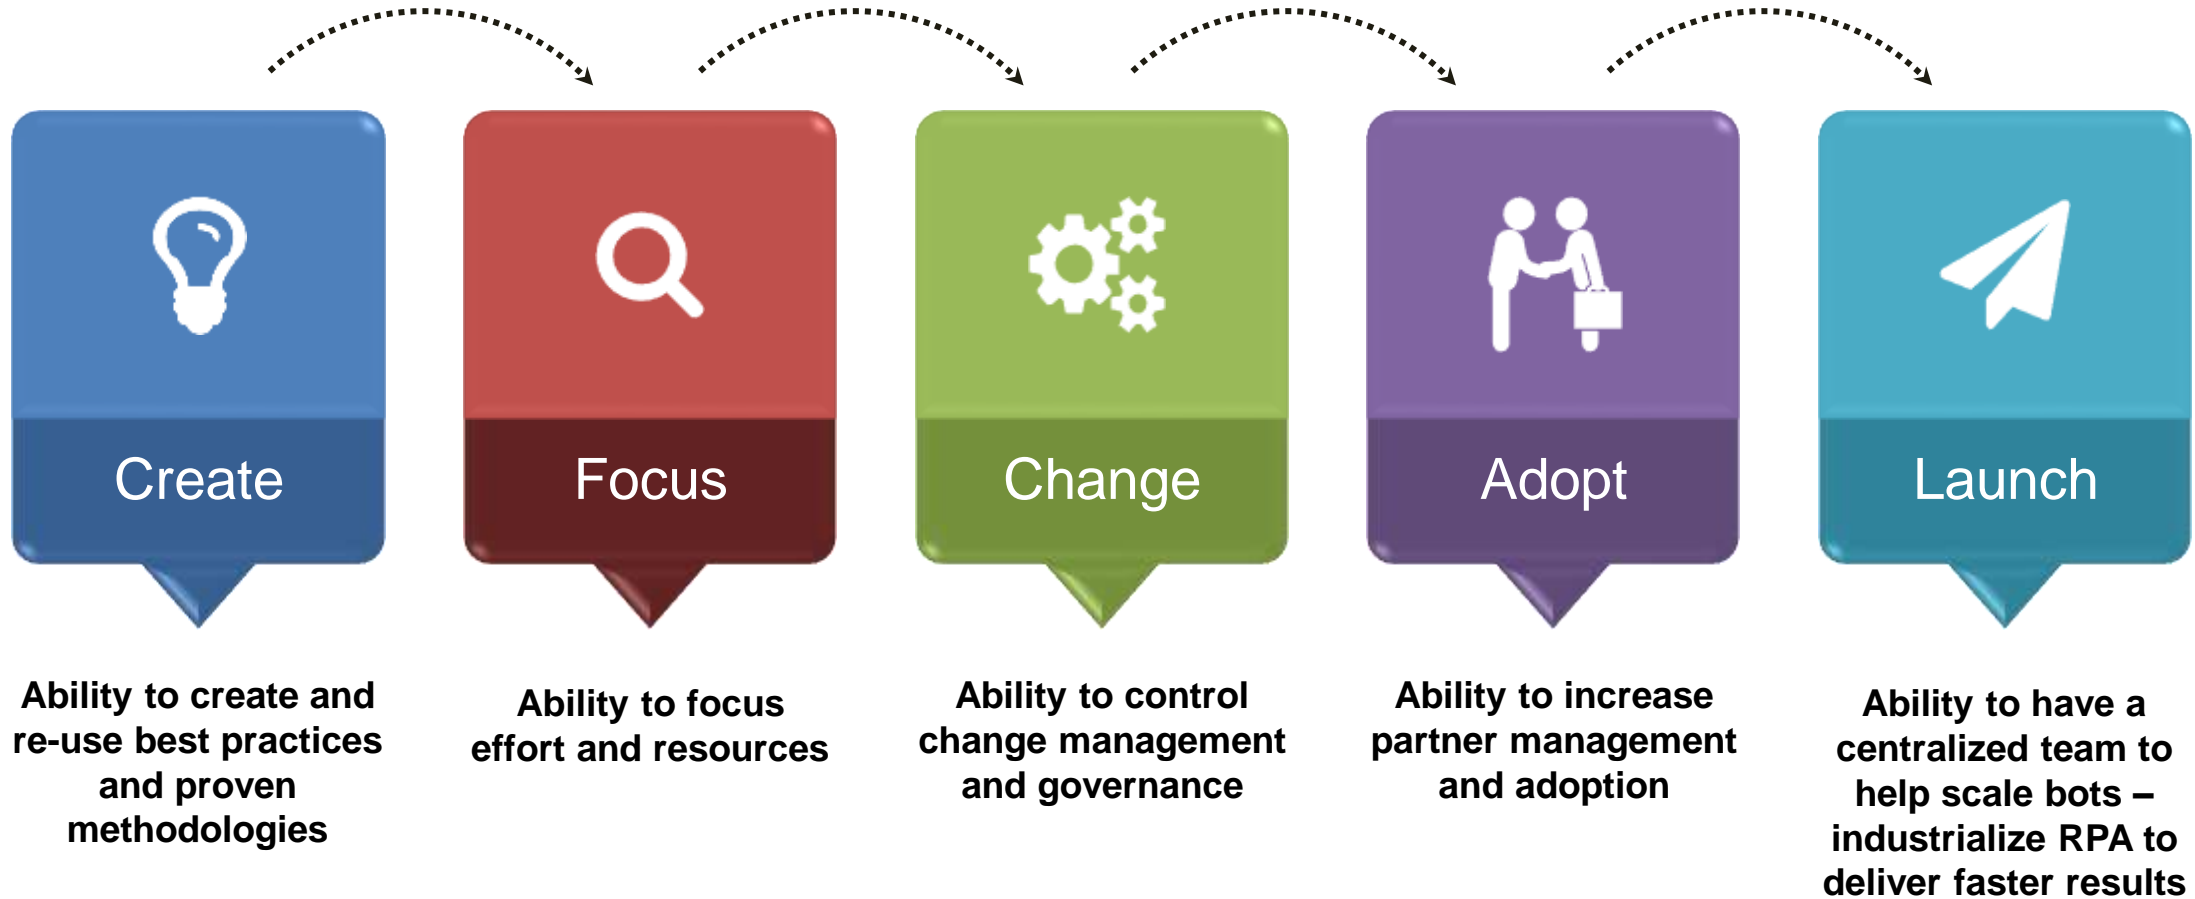 Create
Focus
Change
Adopt
Launch
Ability to create and
re-use best practices
and proven
methodologies
Ability to focus
effort and resources
Ability to control
change management
and governance
Ability to increase
partner management
and adoption
Ability to have a
centralized team to
help scale bots –
industrialize RPA to
deliver faster results